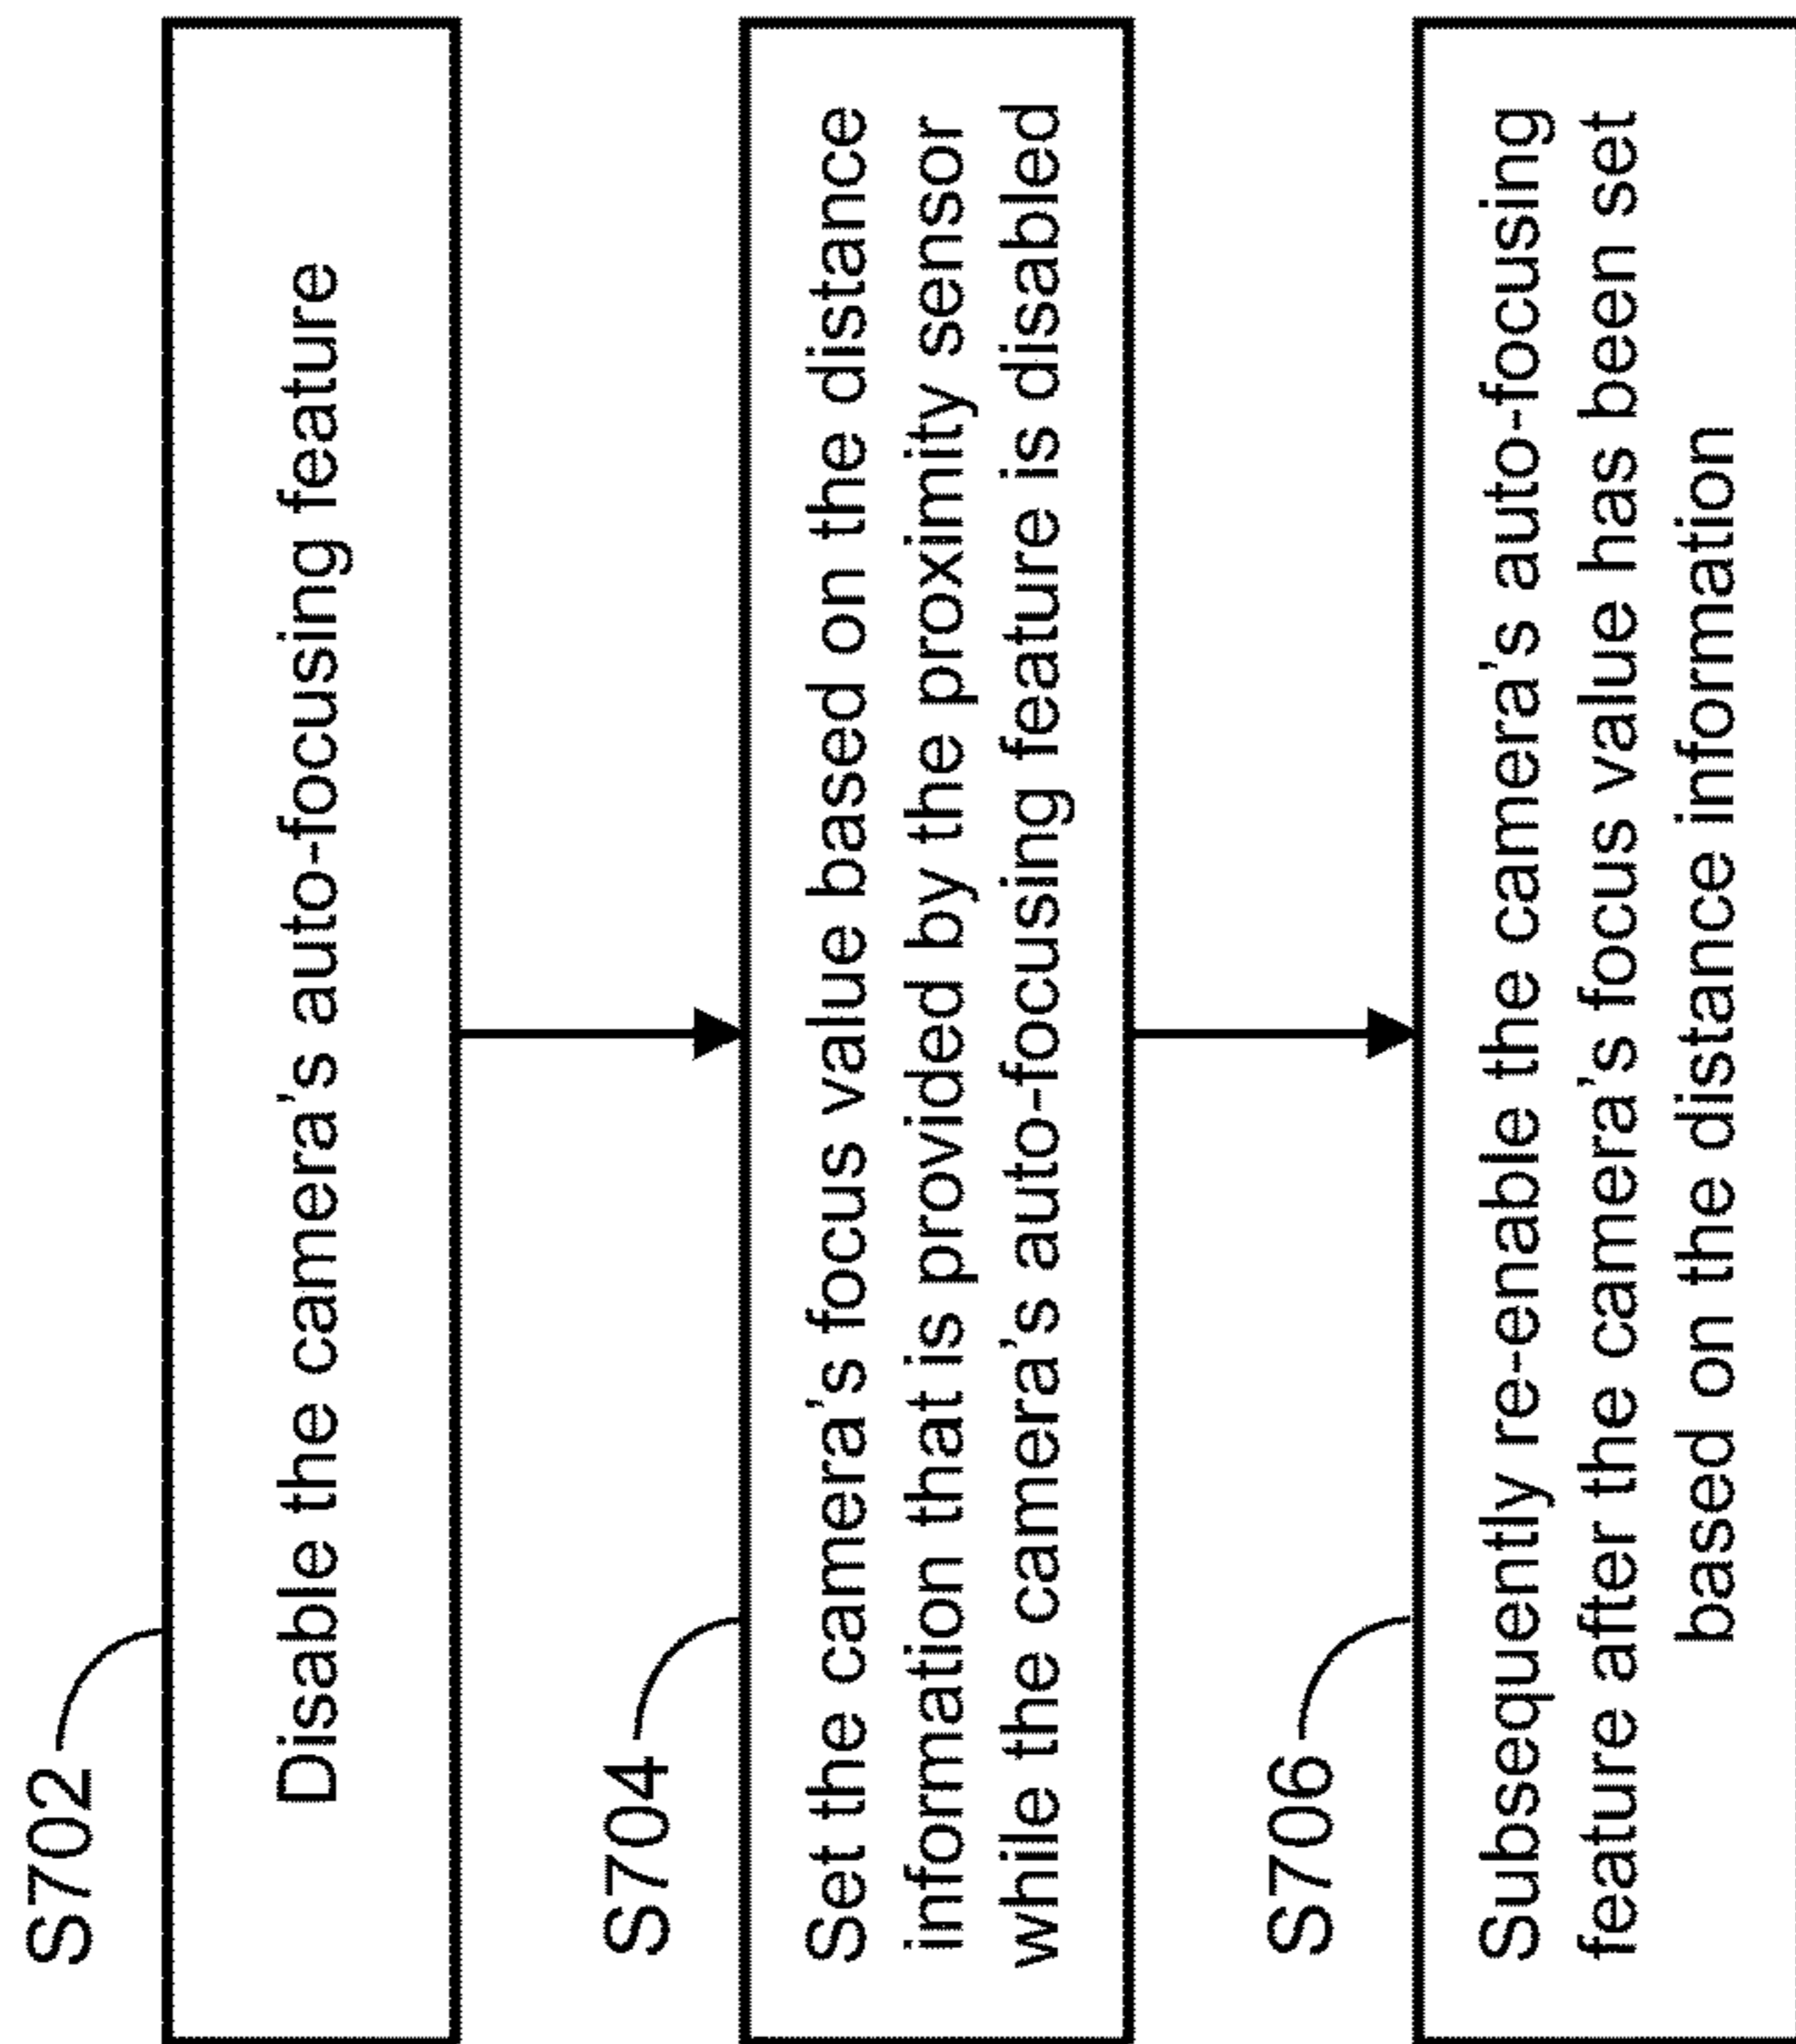 S702
Disable the camera's auto-focusing feature
S704
Set the camera's focus value based on the distance
information that is provided by the proximity sensor
while the camera's auto-focusing feature is disabled
S706
Subsequently re-enable the camera's auto-focusing
feature after the camera's focus value has been set
based on the distance information